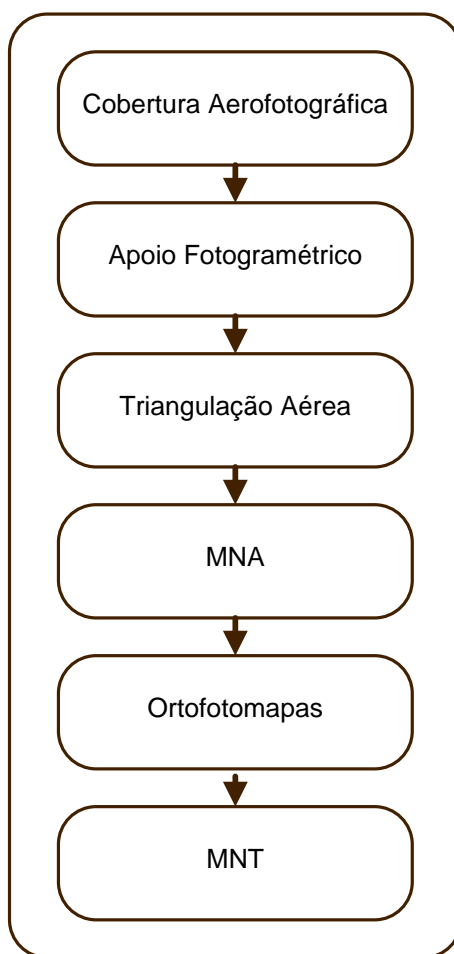 Cobertura Aerofotográfica
Apoio Fotogramétrico
Triangulação Aérea
MNA
Ortofotomapas
MNT